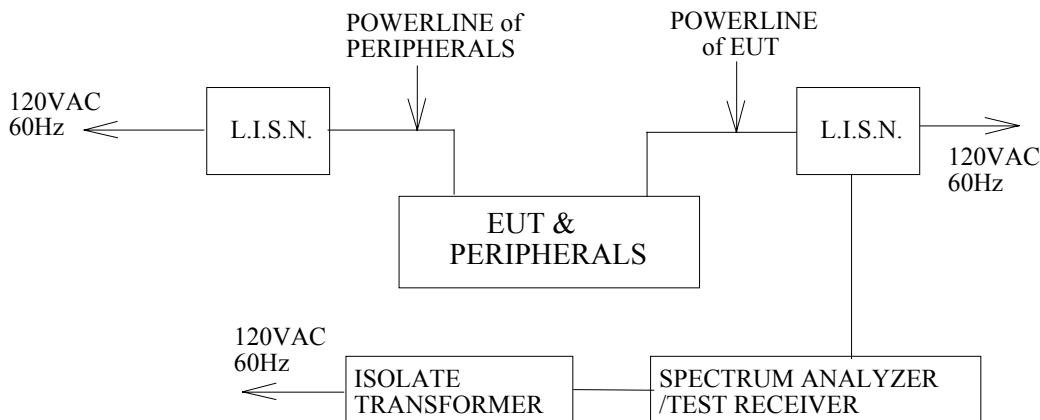 POWERLINE of
PERIPHERALS
POWERLINE
of EUT
120VAC
60Hz
L.I.S.N.
L.I.S.N.
120VAC
60Hz
EUT &
PERIPHERALS
120VAC
60Hz
ISOLATE
TRANSFORMER
SPECTRUM ANALYZER
/TEST RECEIVER